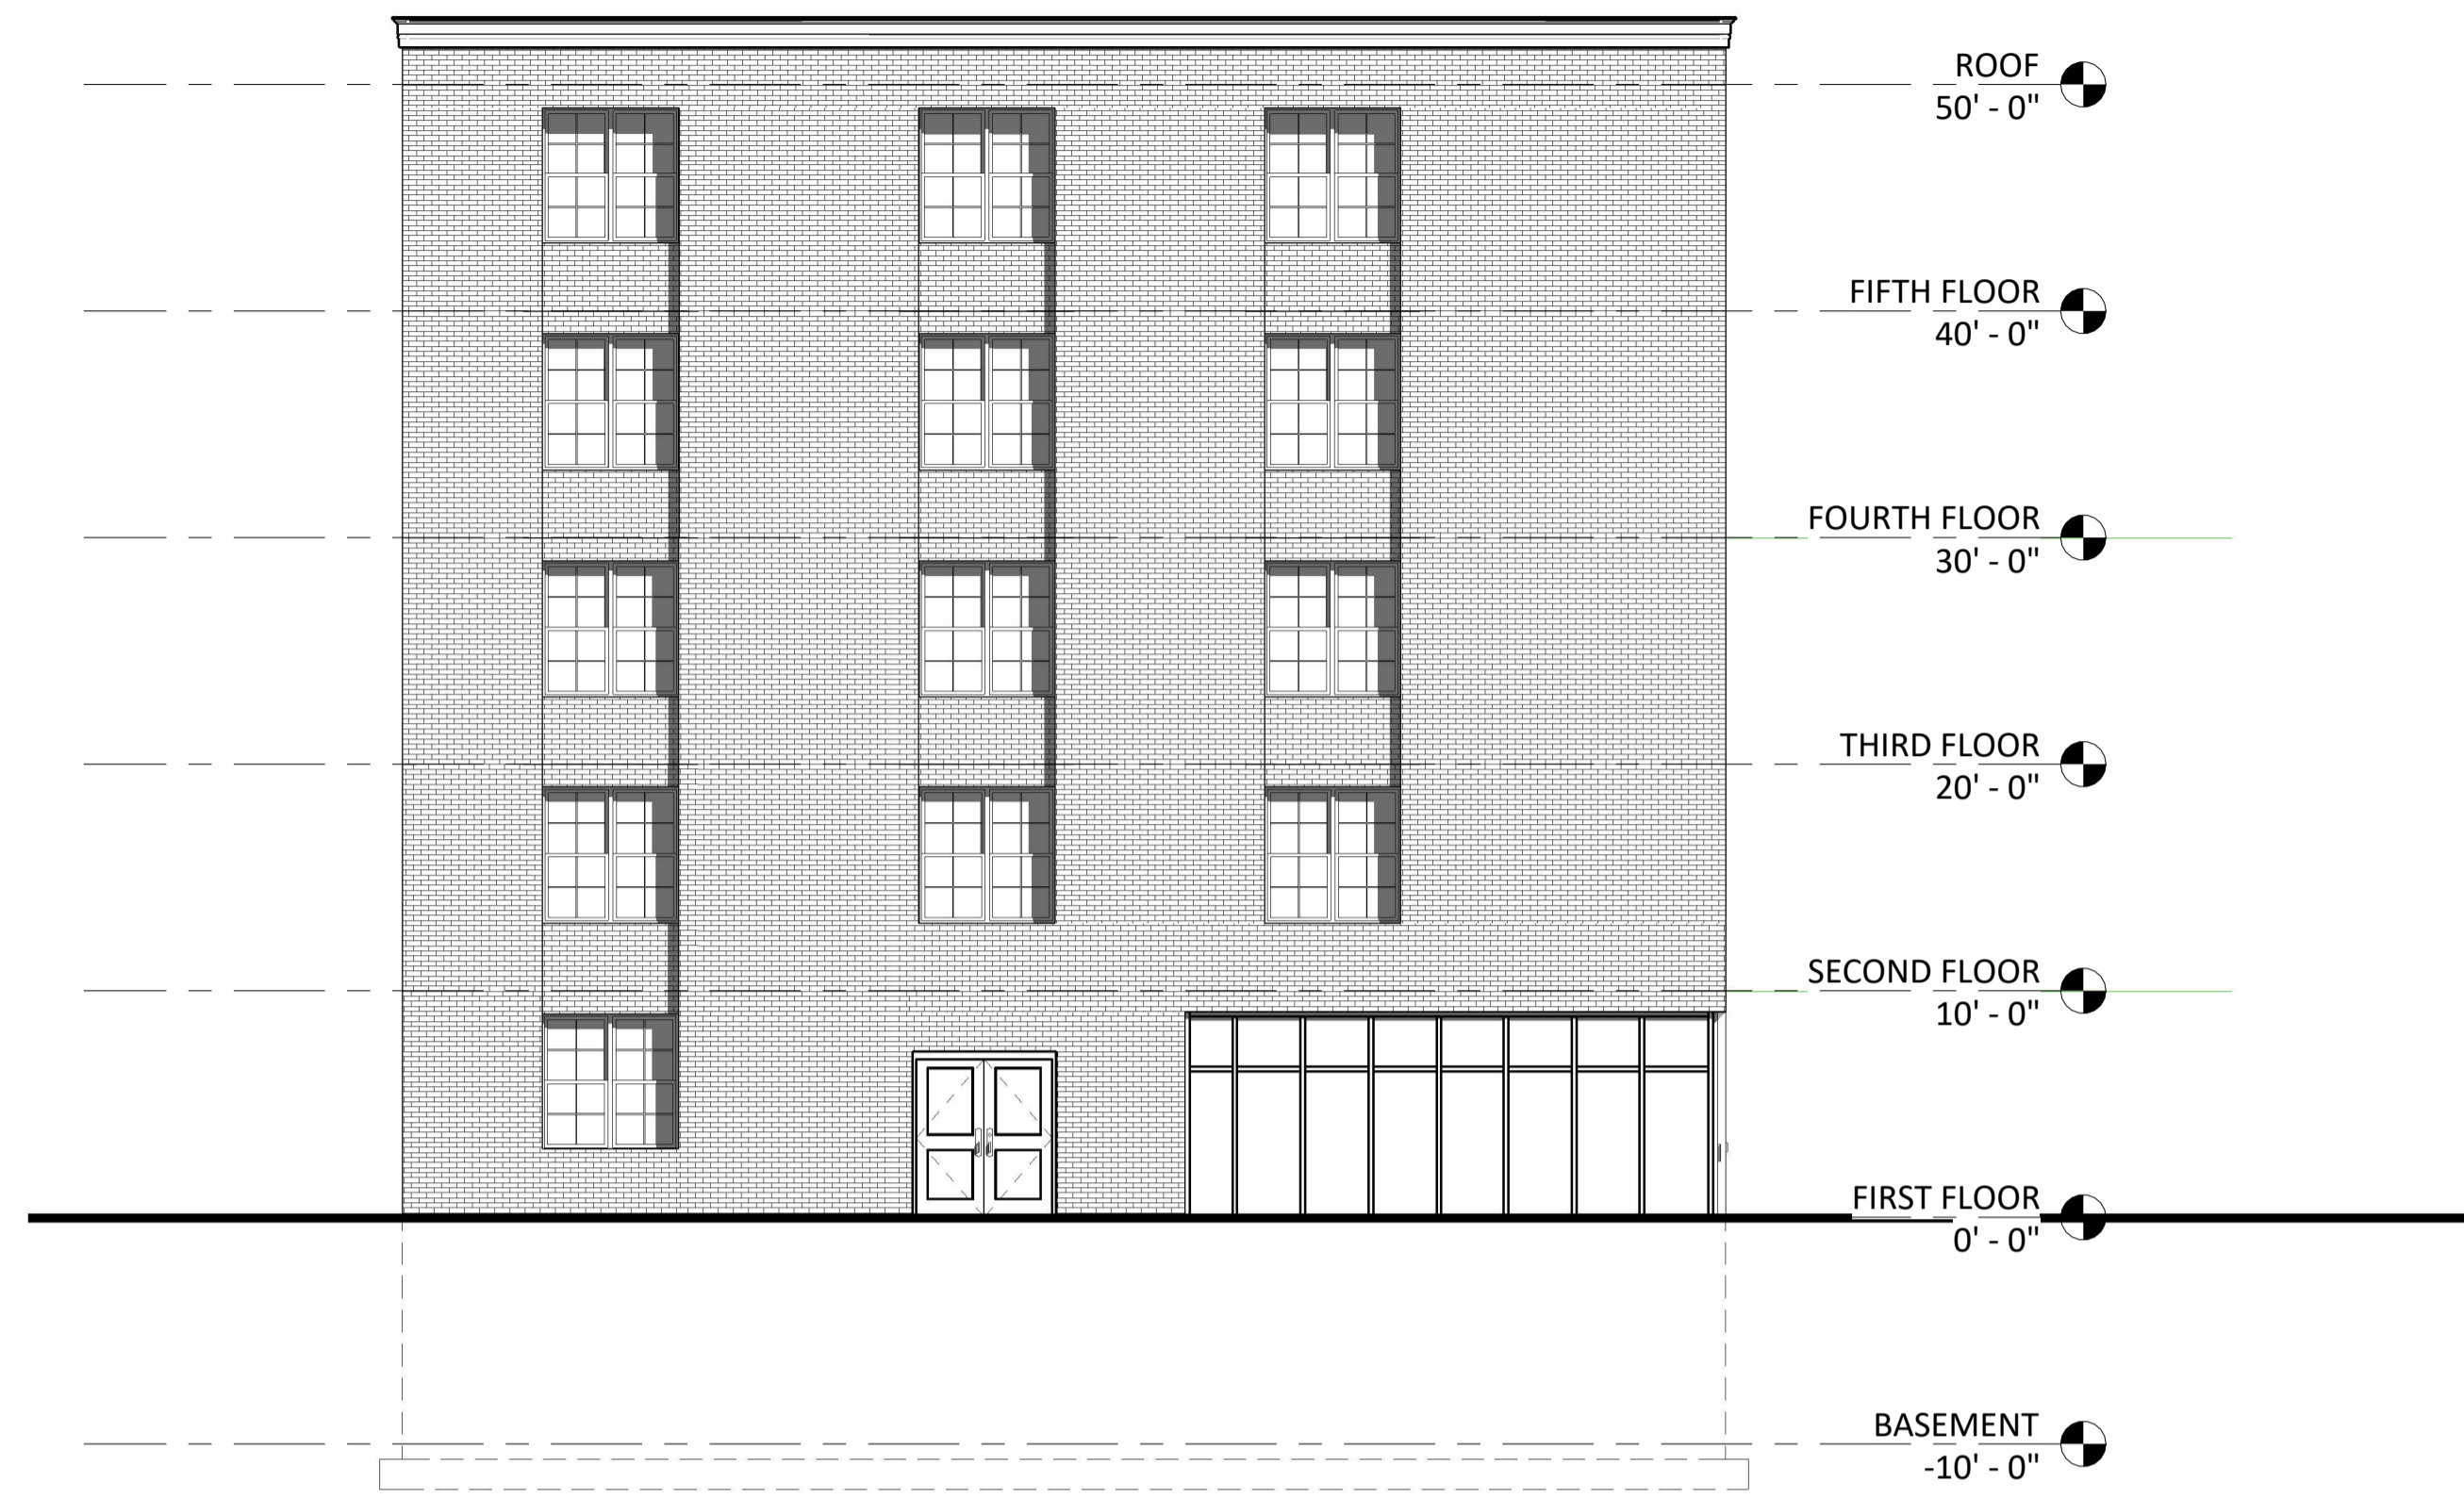 ROOF
50' - 0"
FIFTH FLOOR
40' - 0"
FOURTH FLOOR
30' - 0"
THIRD FLOOR
20' - 0"
SECOND FLOOR
10' - 0"
FIRST FLOOR
0' - 0"
BASEMENT
-10' - 0"